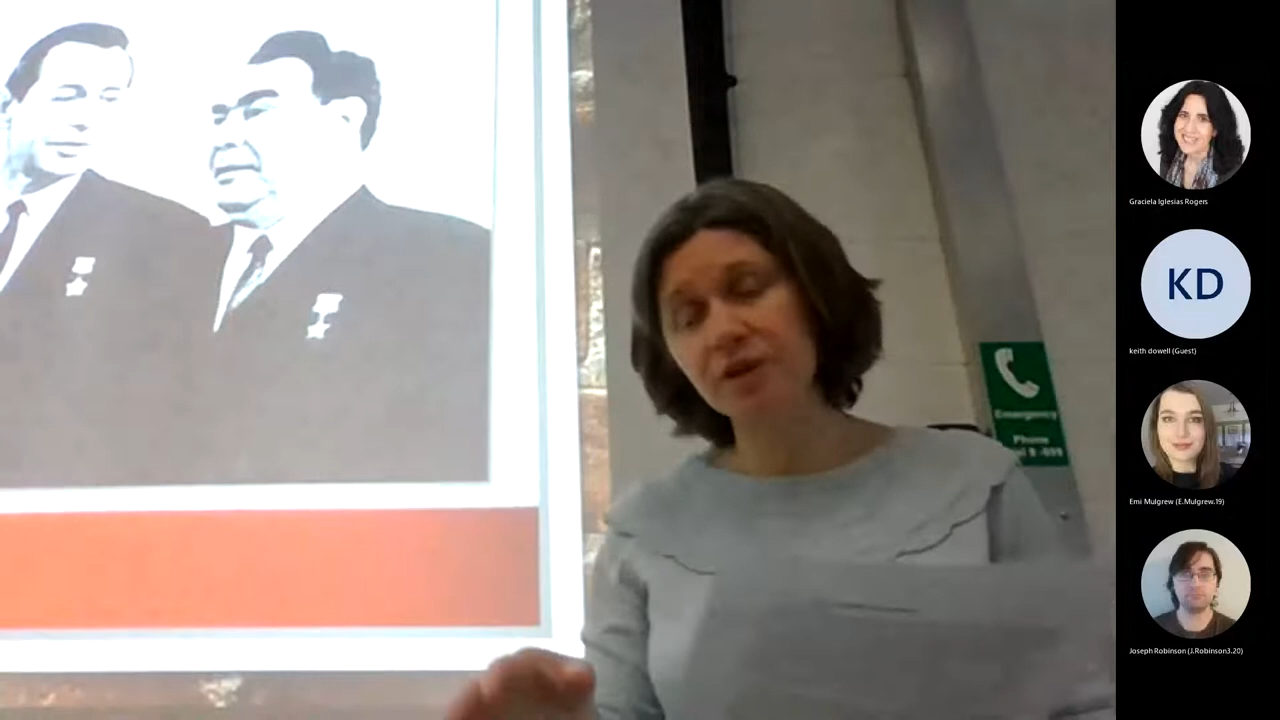 Emergency
Phone
Graciela Iglesias Rogers
KD
keith dowell (Guest)
Emi Mulgrew (E.Mulgrew.19)
Joseph Robinson (J.Robinson3.20)